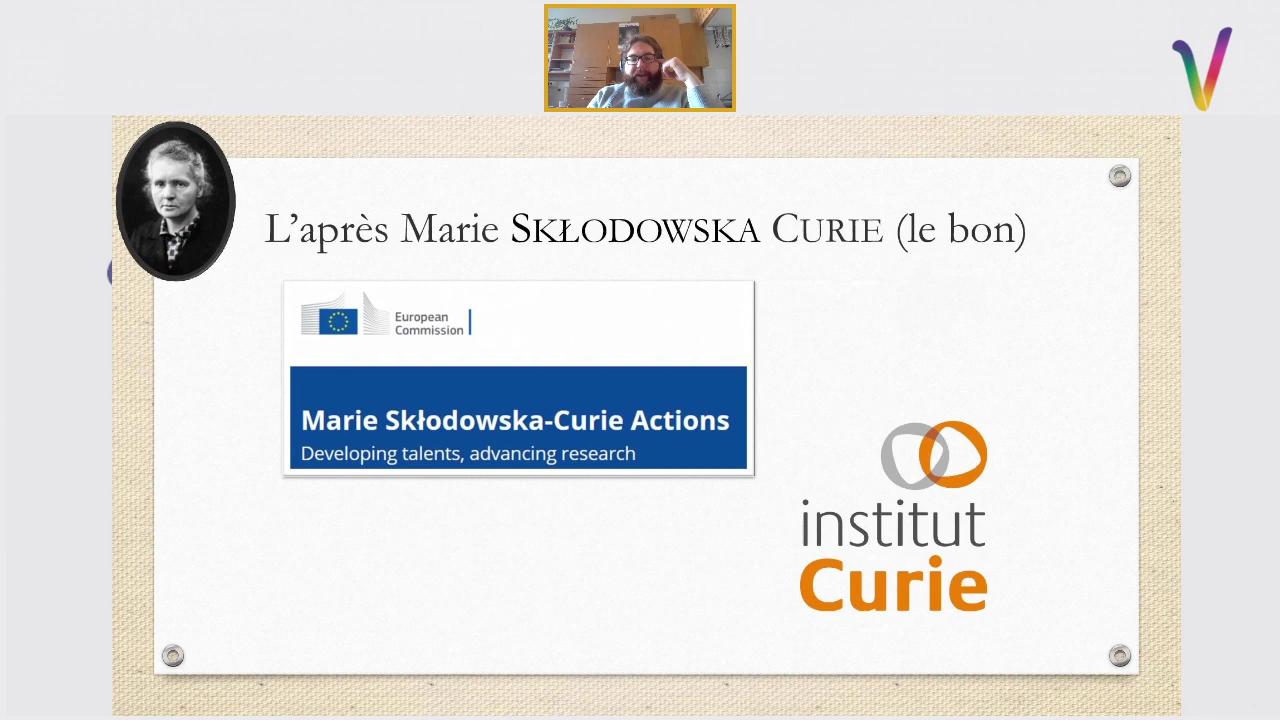 L'après Marie SKŁODOWSKA CURIE (le bon)
European
Commission
Marie Skłodowska-Curie Actions
Developing talents, advancing research
institut
Curie